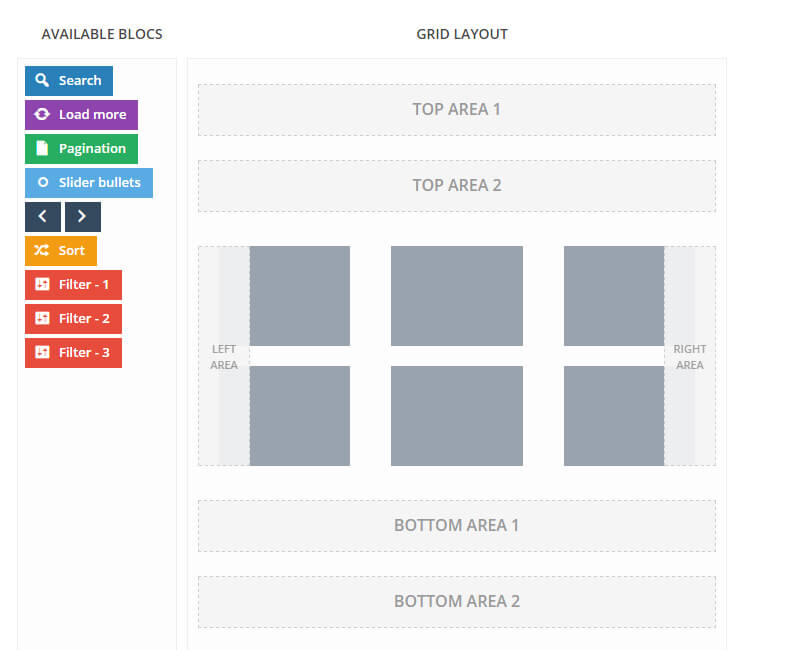 AVAILABLE BLOCS
GRID LAYOUT
Search
Load more
Pagination
Slider bullets
Sort
Filter - 1
Filter - 2
Filter - 3
TOP AREA 1
TOP AREA 2
LEFT
AREA
RIGHT
AREA
BOTTOM AREA 1
BOTTOM AREA 2